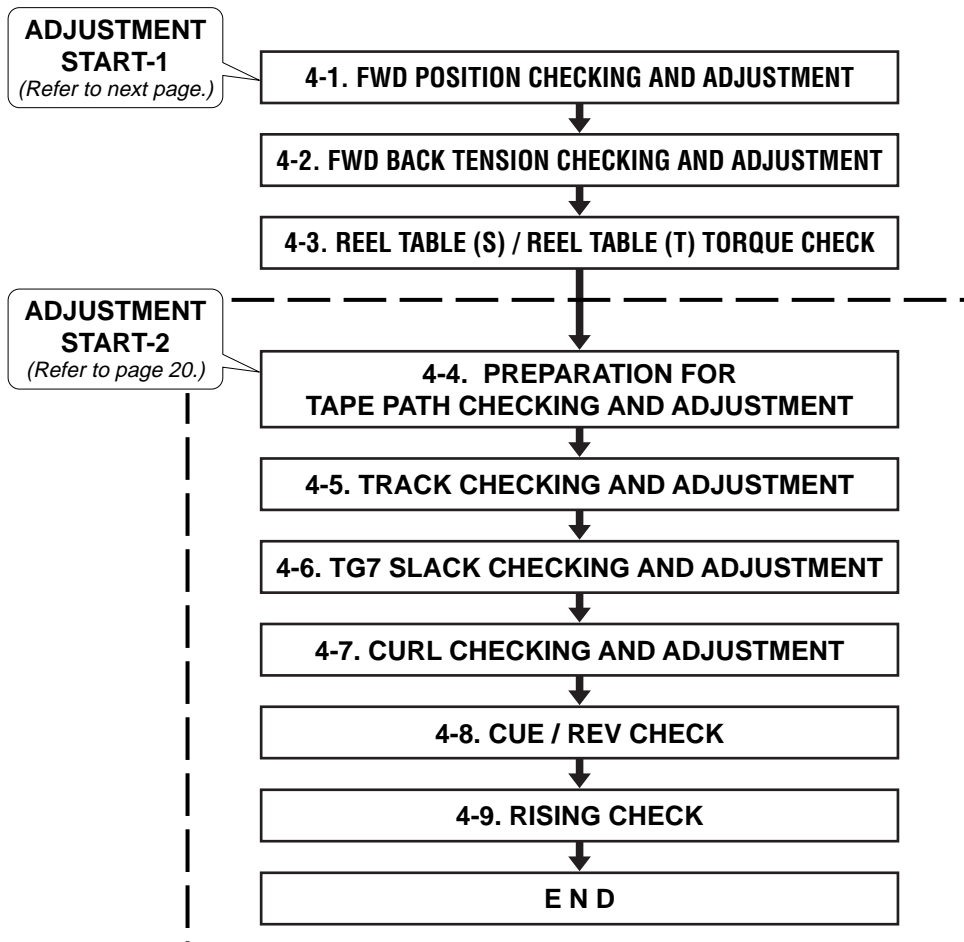 ADJUSTMENT
START-1
(Refer to next page.)
4-1. FWD POSITION CHECKING AND ADJUSTMENT
4-2. FWD BACK TENSION CHECKING AND ADJUSTMENT
4-3. REEL TABLE (S) / REEL TABLE (T) TORQUE CHECK
ADJUSTMENT
START-2
(Refer to page 20.)
4-4. PREPARATION FOR
TAPE PATH CHECKING AND ADJUSTMENT
4-5. TRACK CHECKING AND ADJUSTMENT
4-6. TG7 SLACK CHECKING AND ADJUSTMENT
4-7. CURL CHECKING AND ADJUSTMENT
4-8. CUE / REV CHECK
4-9. RISING CHECK
E N D